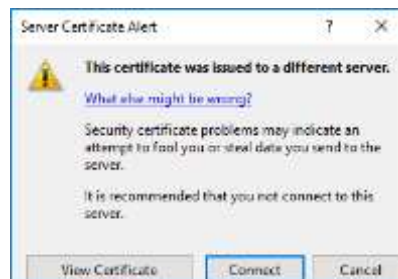 Server Certificate Alert ? ×
This certificate was issued to a different server.
What else might be wrong?
Security certificate problems may indicate an
attempt to fool you or steal data you send to the
server.
It is recommended that you not connect to this
server.
View Certificate Connect Cancel